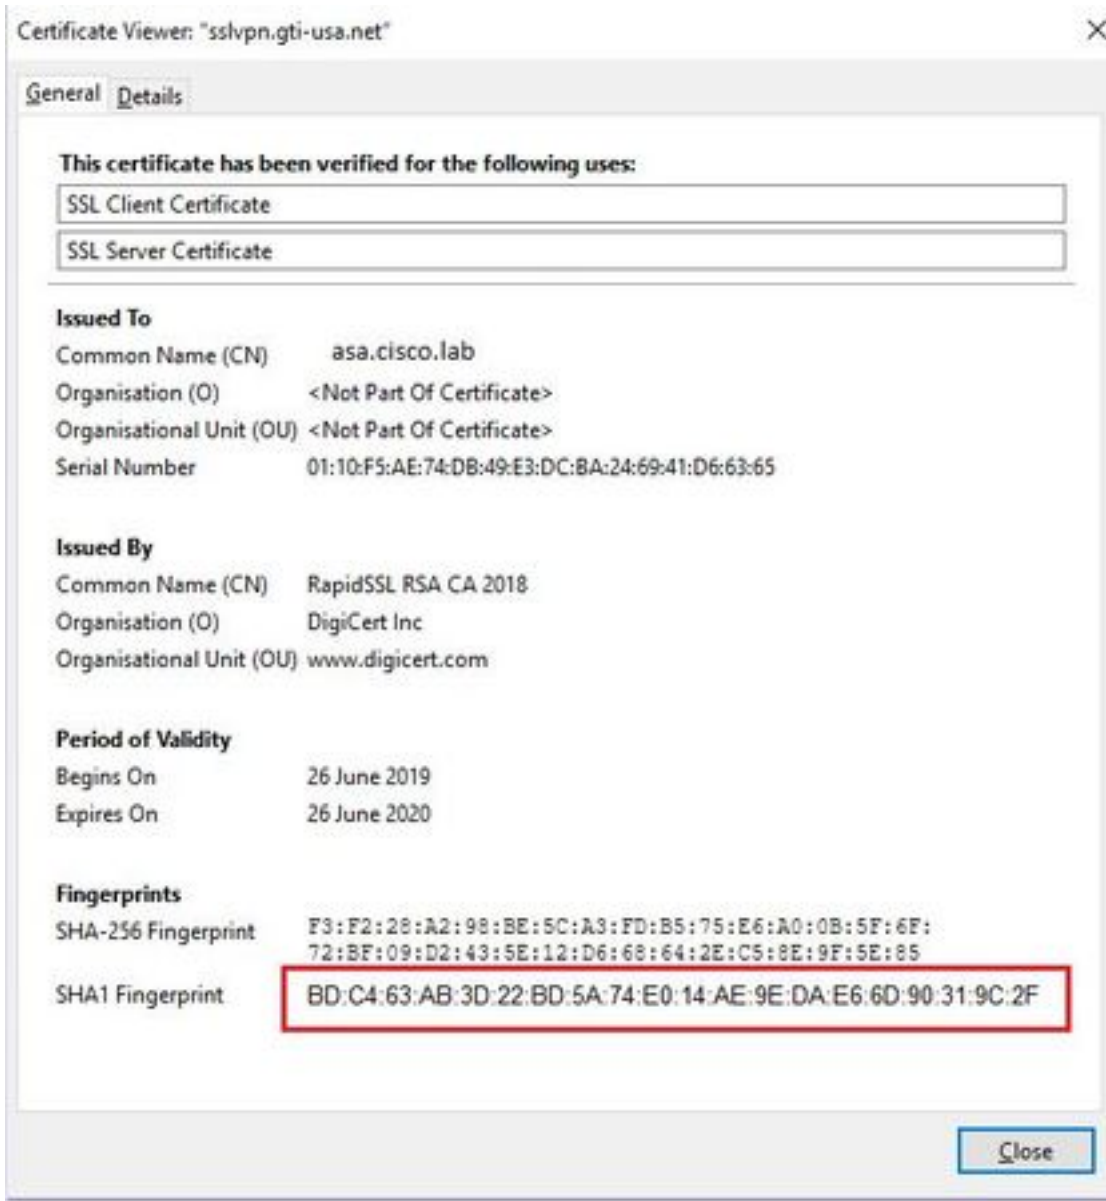 Certificate Viewer: "sslvpn.gti-usa.net"
General Details
This certificate has been verified for the following uses:
SSL Client Certificate
SSL Server Certificate
Issued To
Common Name (CN) asa.cisco.lab
Organisation (O) <Not Part Of Certificate>
Organisational Unit (OU) <Not Part Of Certificate>
Serial Number 01:10:F5:AE:74:DB:49:E3:DC:BA:24:69:41:D6:63:65
Issued By
Common Name (CN) RapidSSL RSA CA 2018
Organisation (O) DigiCert Inc
Organisational Unit (OU) www.digicert.com
Period of Validity
Begins On 26 June 2019
Expires On 26 June 2020
Fingerprints
SHA-256 Fingerprint F3:F2:28:A2:98:BE:5C:A3:FD:B5:75:E6:A0:0B:5F:6F:
72:BF:09:D2:43:5E:12:D6:68:64:2E:C5:8E:9F:5E:85
SHA1 Fingerprint BD:C4:63:AB:3D:22:BD:5A:74:E0:14:AE:9E:DA:E6:6D:90:31:9C:2F
Close